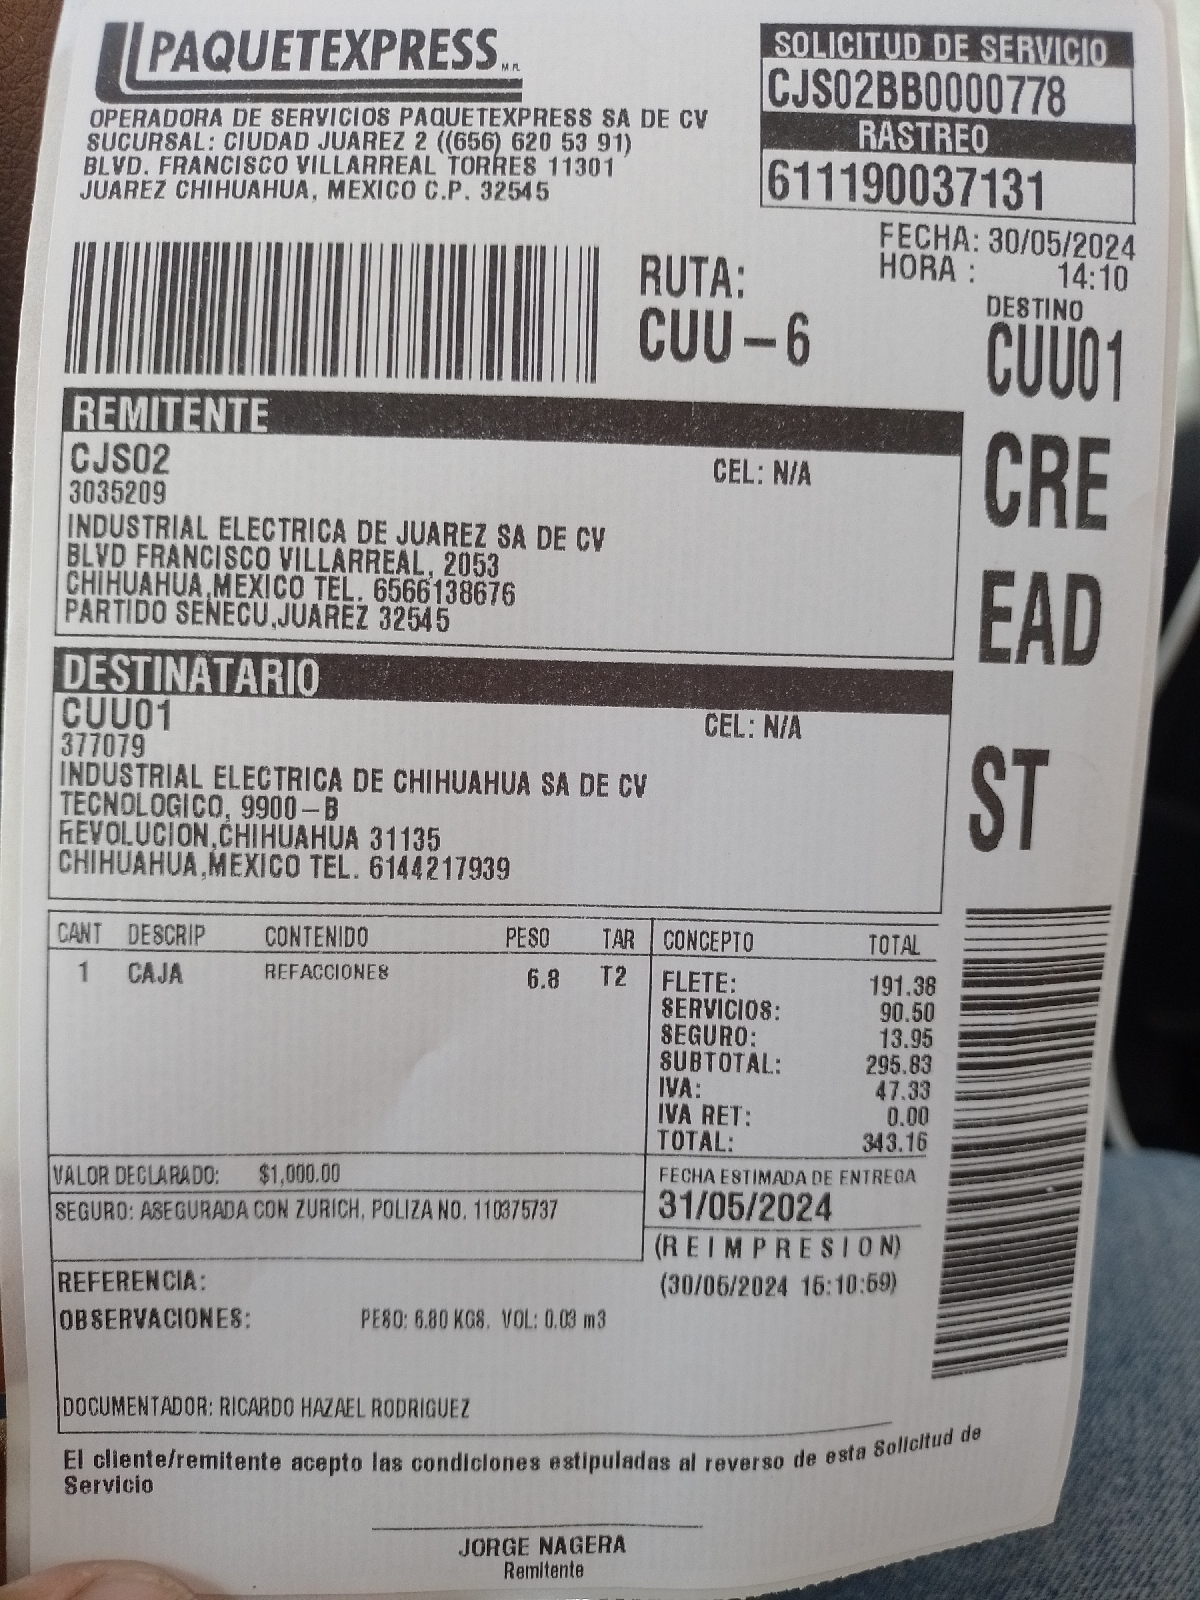 PAQUETEXPRESS M.R.
OPERADORA DE SERVICIOS PAQUETEXPRESS SA DE CV
SUCURSAL: CIUDAD JUAREZ 2 ((656) 620 53 91)
BLVD. FRANCISCO VILLARREAL TORRES 11301
JUAREZ CHIHUAHUA, MEXICO C.P. 32545
SOLICITUD DE SERVICIO
CJS02BB0000778
RASTREO
611190037131
FECHA: 30/05/2024
HORA : 14:10
RUTA:
CUU-6
DESTINO
CUU01
CRE
EAD
ST
REMITENTE
CJS02
CEL: N/A
3035209
INDUSTRIAL ELECTRICA DE JUAREZ SA DE CV
BLVD FRANCISCO VILLARREAL, 2053
CHIHUAHUA,MEXICO TEL. 6566138676
PARTIDO SENECU,JUAREZ 32545
DESTINATARIO
CUU01
CEL: N/A
377079
INDUSTRIAL ELECTRICA DE CHIHUAHUA SA DE CV
TECNOLOGICO, 9900-B
REVOLUCION,CHIHUAHUA 31135
CHIHUAHUA,MEXICO TEL. 6144217939
CANT DESCRIP CONTENIDO PESO TAR
1 CAJA REFACCIONES 6.8 T2
CONCEPTO TOTAL
FLETE: 191.38
SERVICIOS: 90.50
SEGURO: 13.95
SUBTOTAL: 295.83
IVA: 47.33
IVA RET: 0.00
TOTAL: 343.16
VALOR DECLARADO: $1,000.00
SEGURO: ASEGURADA CON ZURICH, POLIZA NO. 110375737
FECHA ESTIMADA DE ENTREGA
31/05/2024
(REIMPRESION)
(30/05/2024 15:10:59)
REFERENCIA:
OBSERVACIONES: PESO: 6.80 KGS. VOL: 0.03 m3
DOCUMENTADOR: RICARDO HAZAEL RODRIGUEZ
El cliente/remitente acepto las condiciones estipuladas al reverso de esta Solicitud de
Servicio
JORGE NAGERA
Remitente